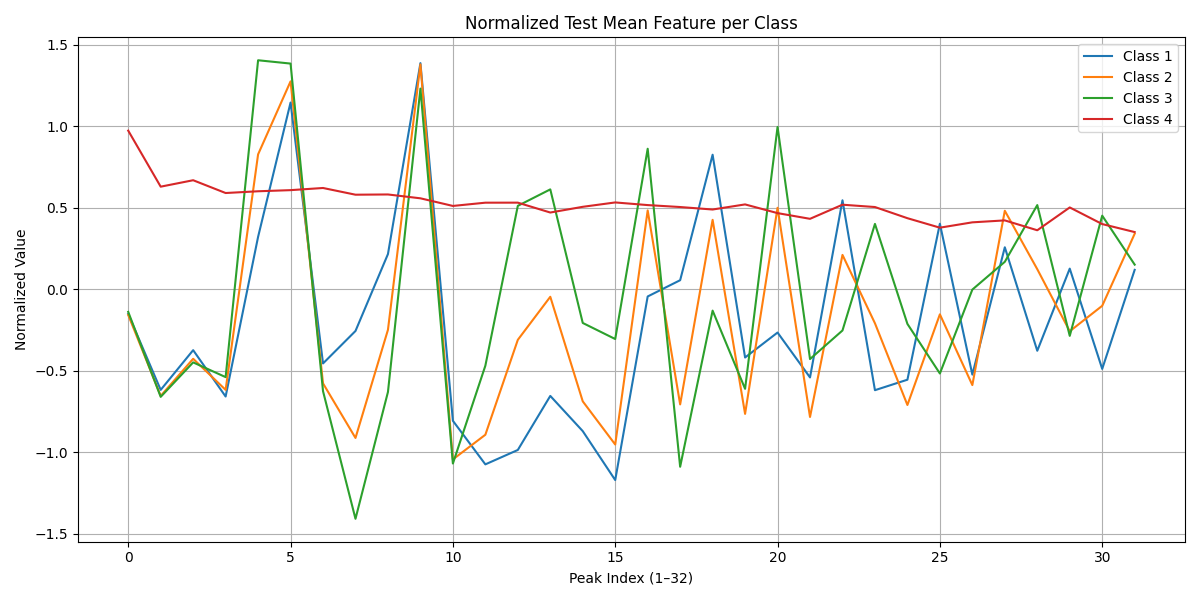 Normalized Test Mean Feature per Class
Normalized Value
1.5
1.0
0.5
0.0
−0.5
−1.0
−1.5
Class 1
Class 2
Class 3
Class 4
0 5 10 15 20 25 30
Peak Index (1–32)